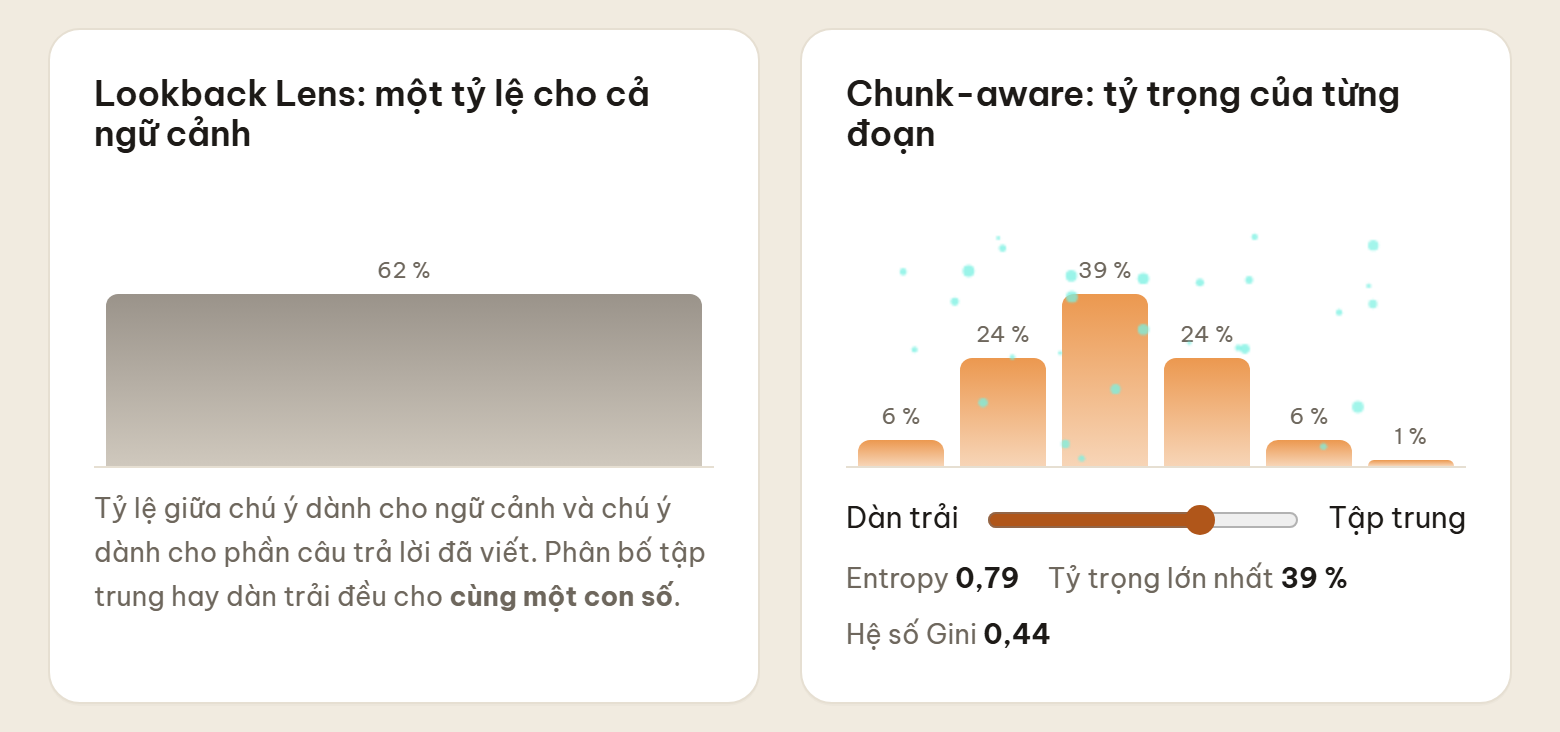 Lookback Lens: một tỷ lệ cho cả
ngữ cảnh
62 %
Tỷ lệ giữa chú ý dành cho ngữ cảnh và chú ý
dành cho phần câu trả lời đã viết. Phân bố tập
trung hay dàn trải đều cho cùng một con số.
Chunk-aware: tỷ trọng của từng
đoạn
39 %
24 %
24 %
6 %
6 %
1 %
Dàn trải
Tập trung
Entropy 0,79 Tỷ trọng lớn nhất 39 %
Hệ số Gini 0,44